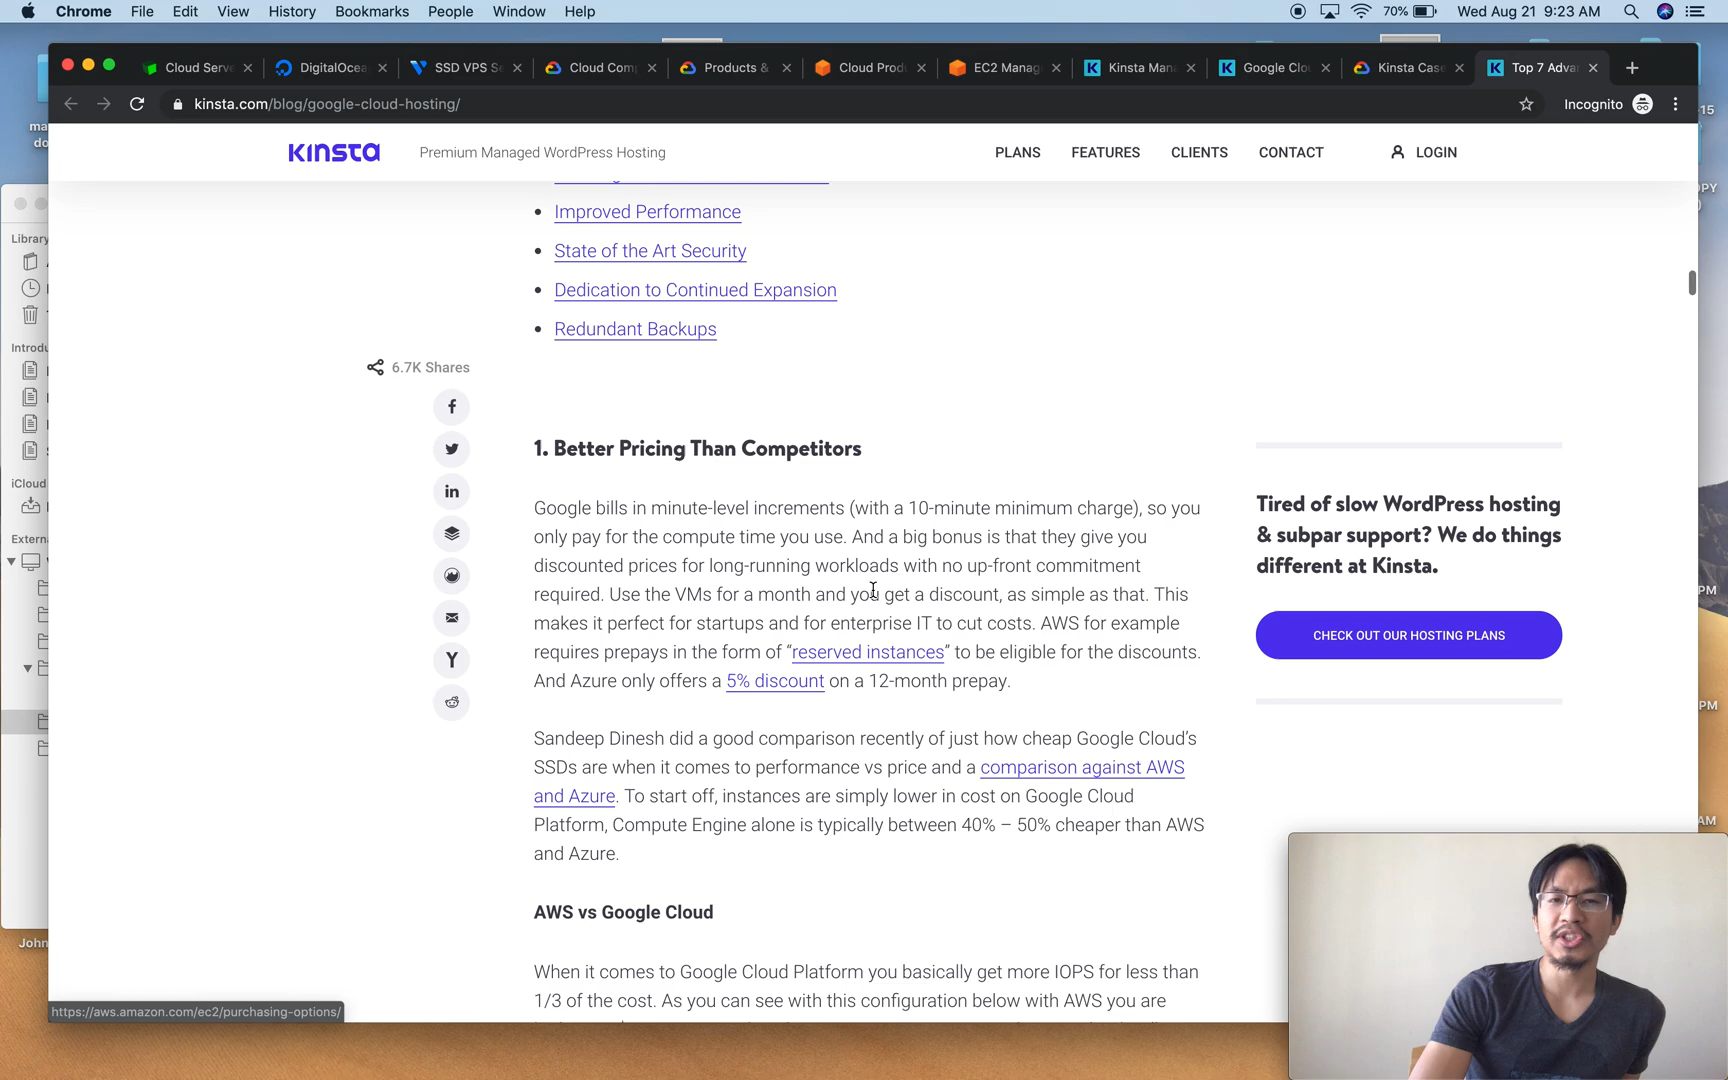 Chrome File Edit View History Bookmarks People Window Help 70% Wed Aug 21 9:23 AM
Cloud Serve DigitalOcea SSD VPS Se Cloud Comp Products & Cloud Prod EC2 Manag Kinsta Man Google Clou Kinsta Case Top 7 Adva
kinsta.com/blog/google-cloud-hosting/ Incognito
KINSTA Premium Managed WordPress Hosting PLANS FEATURES CLIENTS CONTACT LOGIN
Improved Performance
State of the Art Security
Dedication to Continued Expansion
Redundant Backups
6.7K Shares
1. Better Pricing Than Competitors
Google bills in minute-level increments (with a 10-minute minimum charge), so you
only pay for the compute time you use. And a big bonus is that they give you
discounted prices for long-running workloads with no up-front commitment
required. Use the VMs for a month and you get a discount, as simple as that. This
makes it perfect for startups and for enterprise IT to cut costs. AWS for example
requires prepays in the form of “reserved instances” to be eligible for the discounts.
And Azure only offers a 5% discount on a 12-month prepay.
Sandeep Dinesh did a good comparison recently of just how cheap Google Cloud’s
SSDs are when it comes to performance vs price and a comparison against AWS
and Azure. To start off, instances are simply lower in cost on Google Cloud
Platform, Compute Engine alone is typically between 40% – 50% cheaper than AWS
and Azure.
AWS vs Google Cloud
When it comes to Google Cloud Platform you basically get more IOPS for less than
1/3 of the cost. As you can see with this configuration below with AWS you are
Tired of slow WordPress hosting
& subpar support? We do things
different at Kinsta.
CHECK OUT OUR HOSTING PLANS
https://aws.amazon.com/ec2/purchasing-options/
Library
Introdu
iCloud
Extern
John